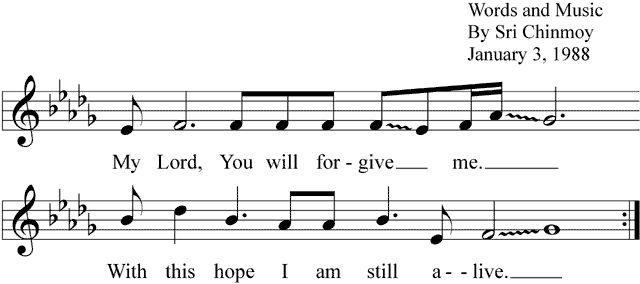 Words and Music
By Sri Chinmoy
January 3, 1988
My Lord, You will for - give me.
With this hope I am still a - - live.